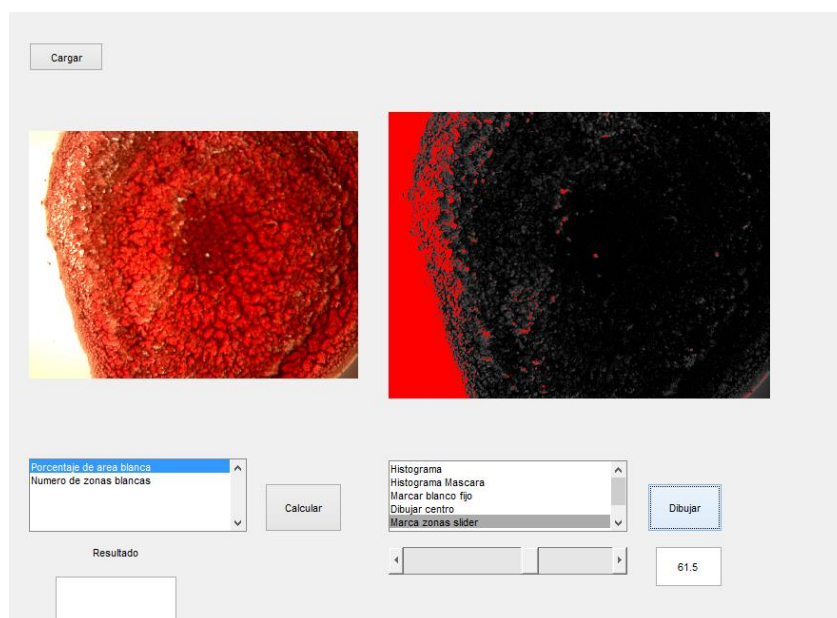 Cargar
Porcentaje de area blanca
Numero de zonas blancas
Calcular
Resultado
Histograma
Histograma Mascara
Marcar blanco fijo
Dibujar centro
Marca zonas slider
Dibujar
61.5